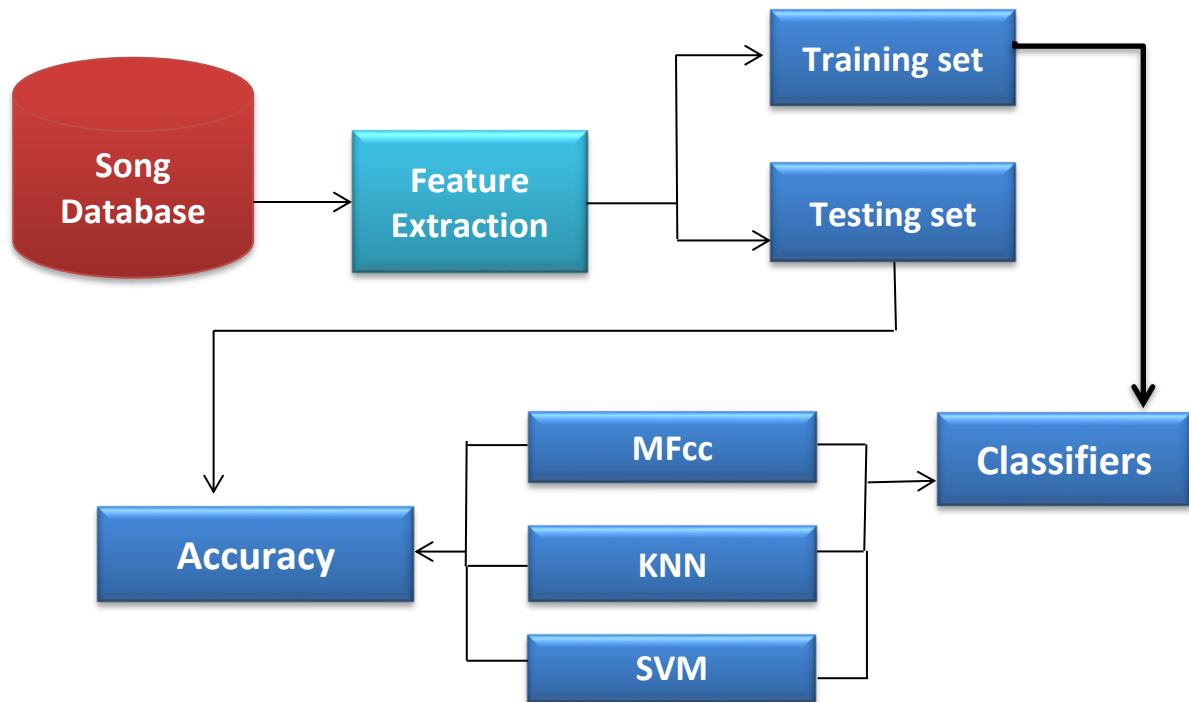 Song
Database
Feature
Extraction
Training set
Testing set
MFcc
KNN
SVM
Classifiers
Accuracy